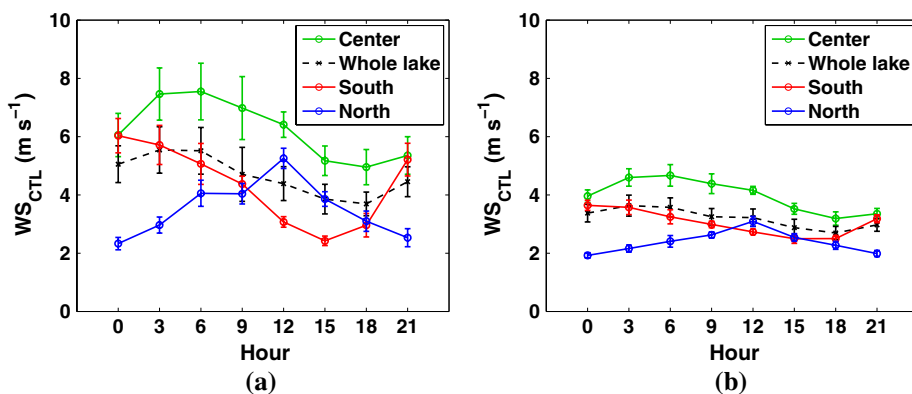 10
8
6
4
2
0
WS_CTL (m s⁻¹)
Center
Whole lake
South
North
0 3 6 9 12 15 18 21
Hour
(a)
10
8
6
4
2
0
WS_CTL (m s⁻¹)
Center
Whole lake
South
North
0 3 6 9 12 15 18 21
Hour
(b)